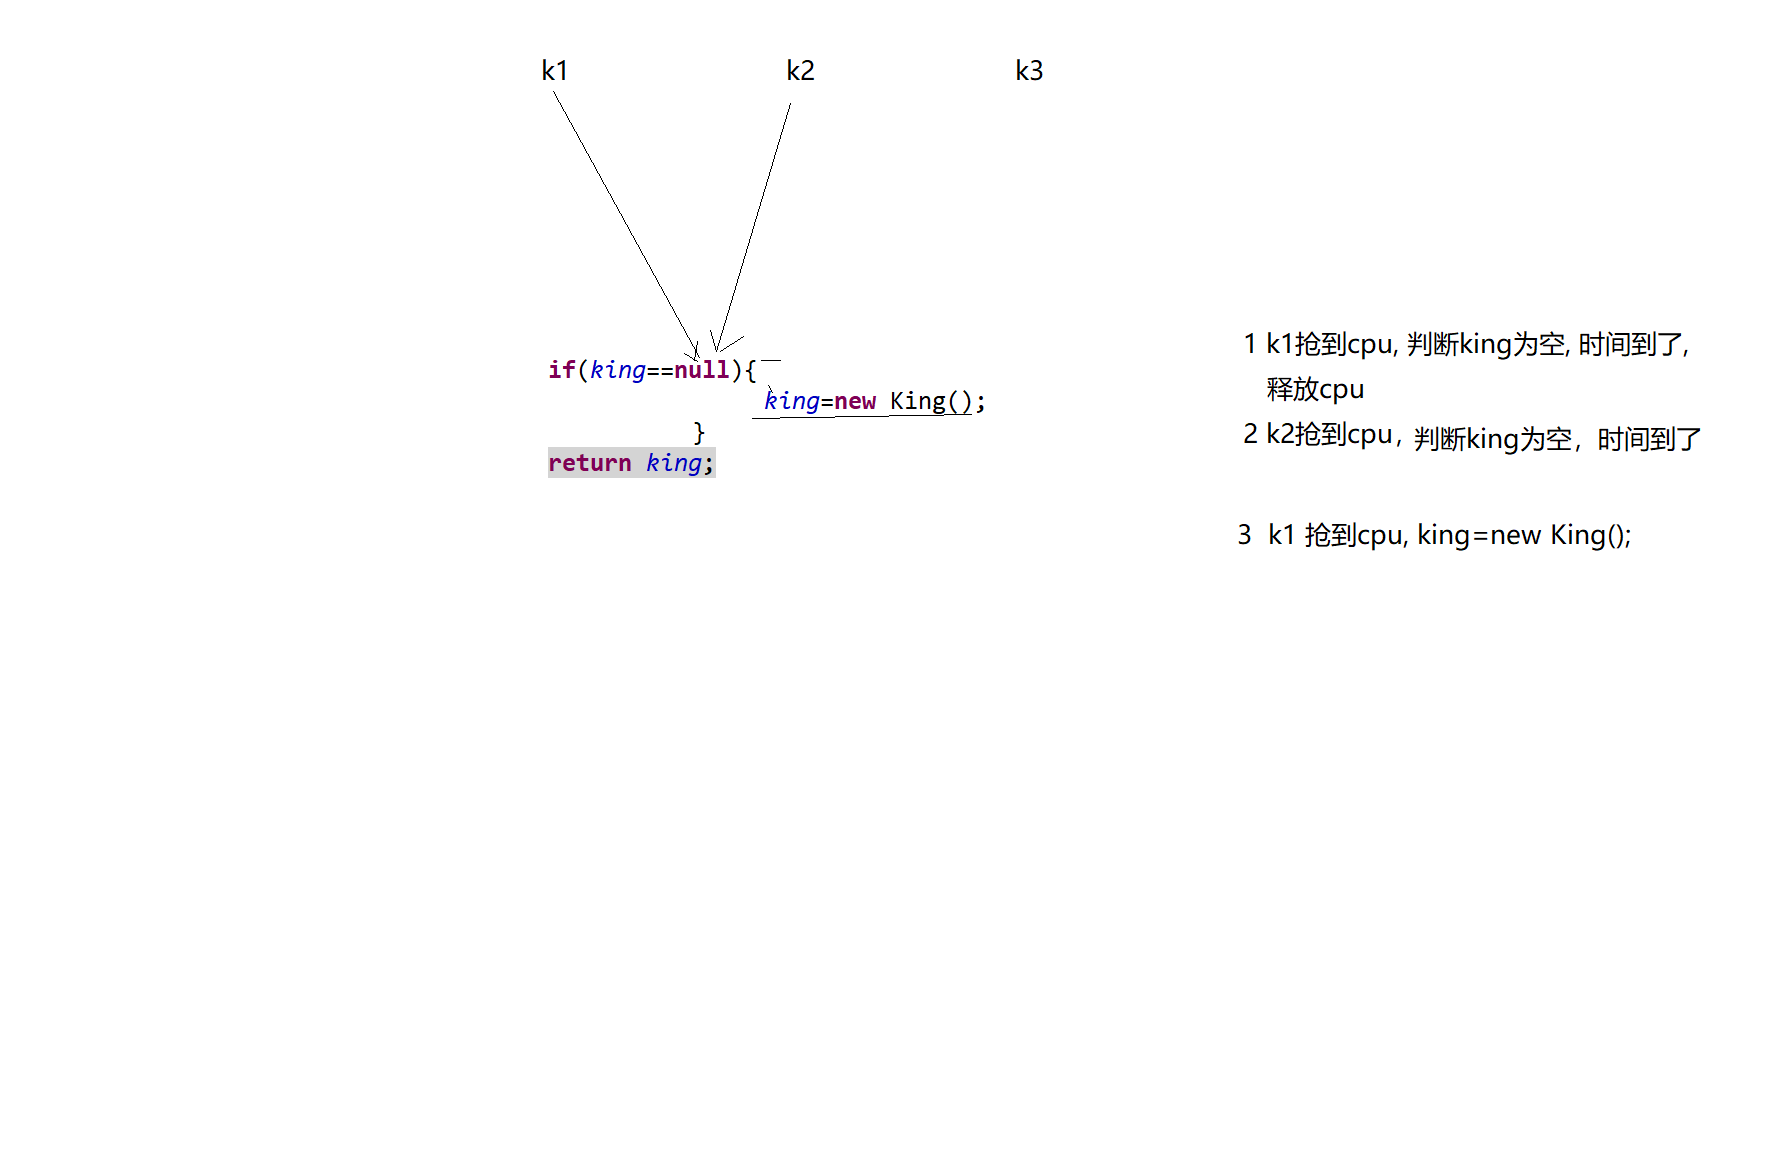 k1 k2 k3
if(king==null){
king=new King();
}
return king;
1 k1抢到cpu, 判断king为空, 时间到了,
释放cpu
2 k2抢到cpu，判断king为空，时间到了
3 k1 抢到cpu, king=new King();